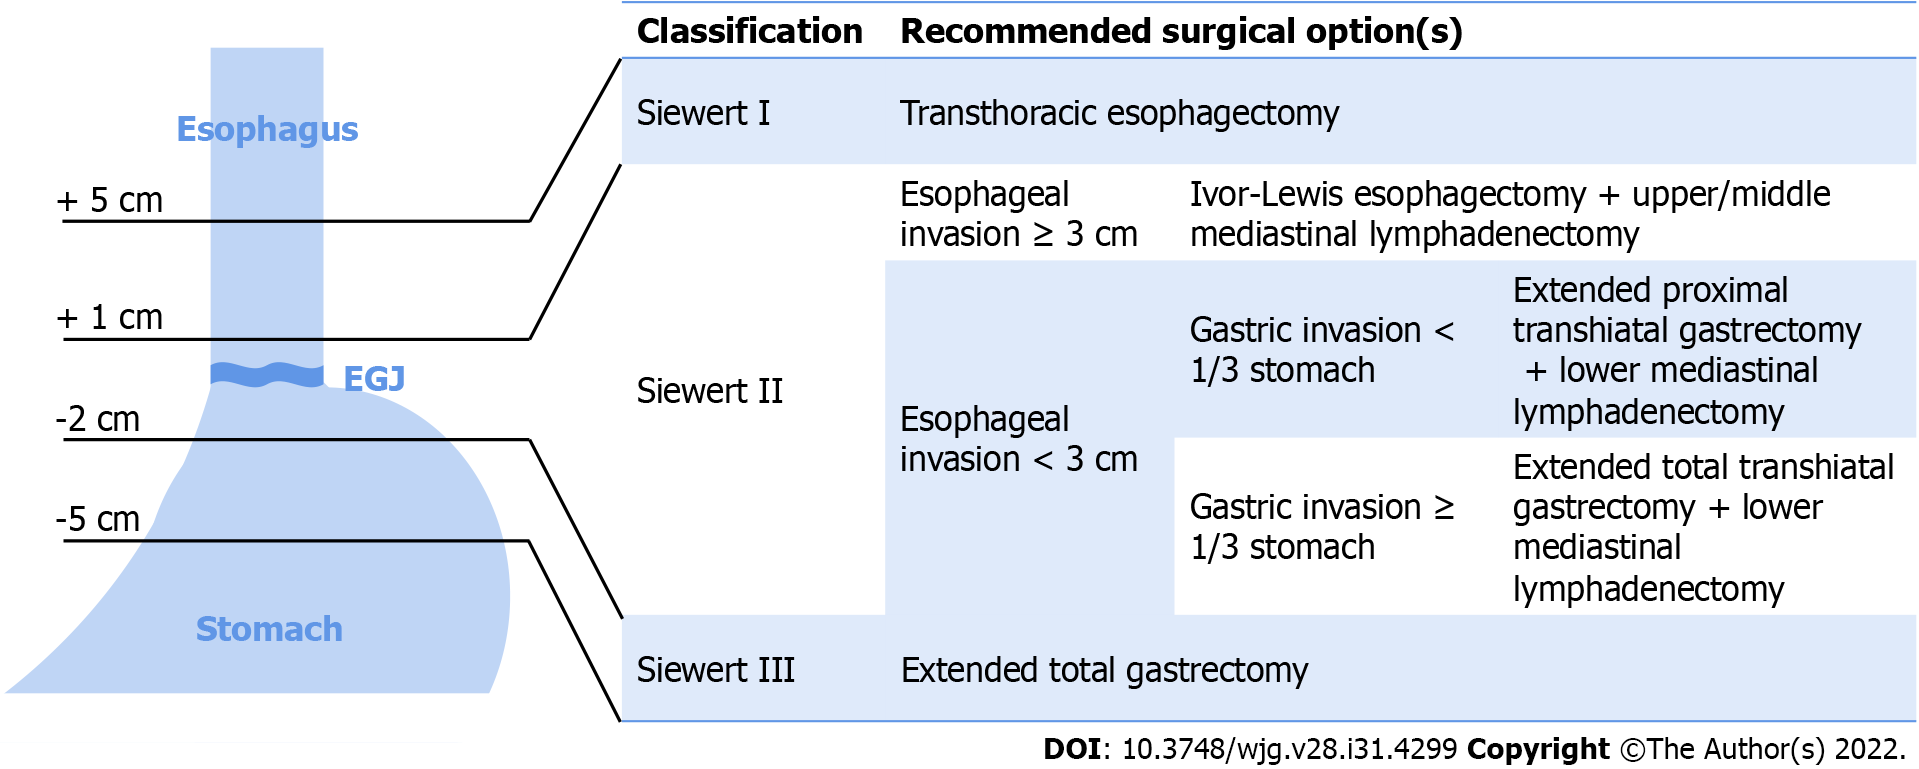 Classification
Recommended surgical option(s)
Esophagus
+ 5 cm
+ 1 cm
EGJ
-2 cm
-5 cm
Stomach
Siewert I
Transthoracic esophagectomy
Siewert II
Esophageal
invasion ≥ 3 cm
Ivor-Lewis esophagectomy + upper/middle
mediastinal lymphadenectomy
Esophageal
invasion < 3 cm
Gastric invasion <
1/3 stomach
Extended proximal
transhiatal gastrectomy
+ lower mediastinal
lymphadenectomy
Gastric invasion ≥
1/3 stomach
Extended total transhiatal
gastrectomy + lower
mediastinal
lymphadenectomy
Siewert III
Extended total gastrectomy
DOI: 10.3748/wjg.v28.i31.4299 Copyright ©The Author(s) 2022.